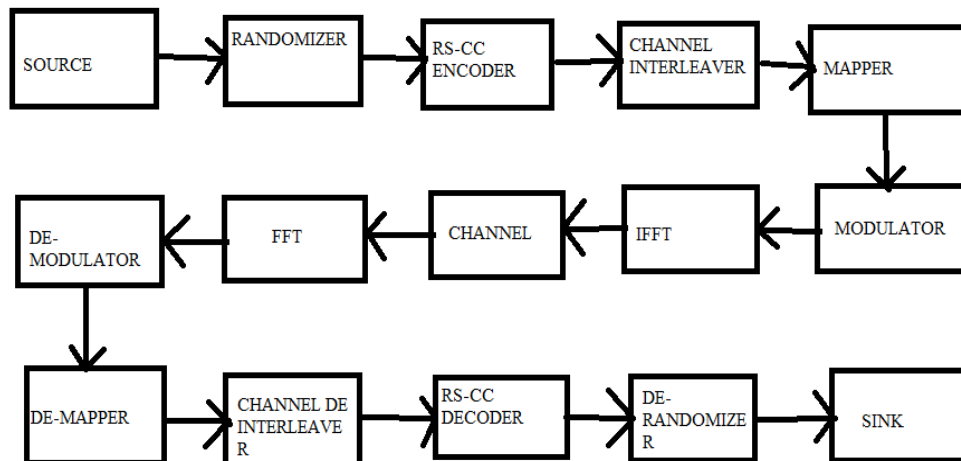 SOURCE
RANDOMIZER
RS-CC
ENCODER
CHANNEL
INTERLEAVER
MAPPER
DE-
MODULATOR
FFT
CHANNEL
IFFT
MODULATOR
DE-MAPPER
CHANNEL DE
INTERLEAVE
R
RS-CC
DECODER
DE-
RANDOMIZE
R
SINK